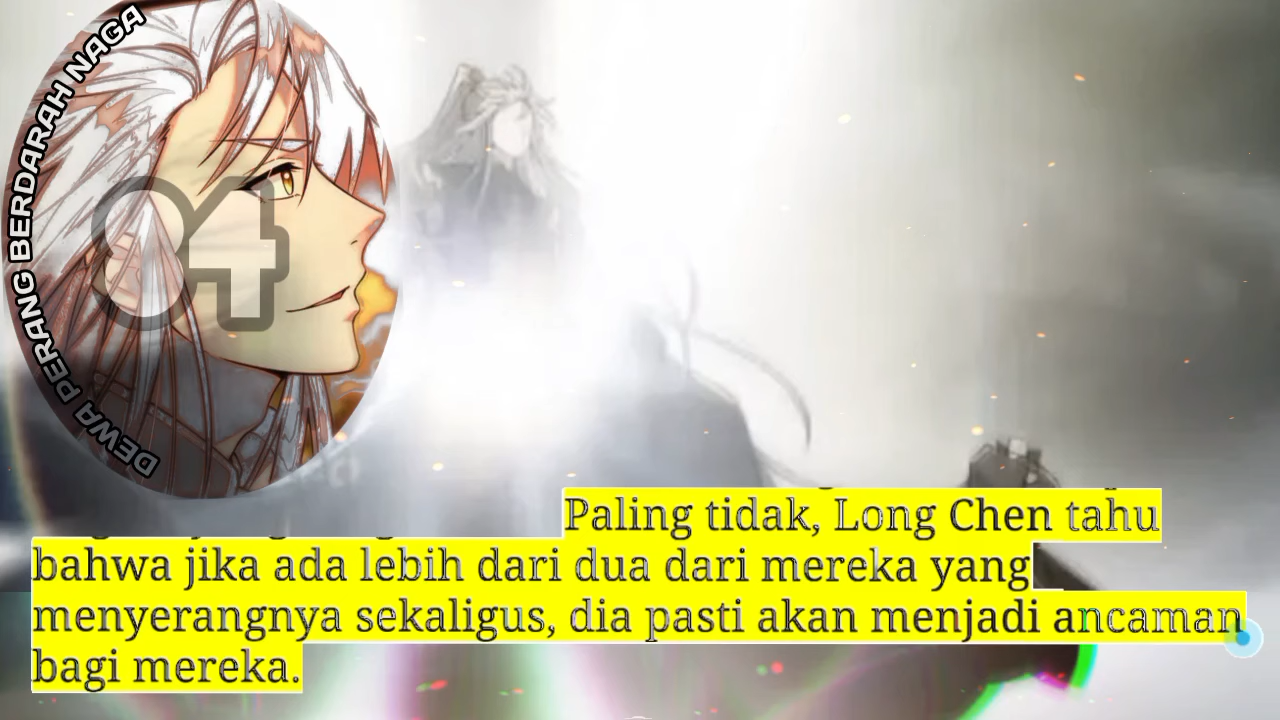 DEWA PERANG BERDARAH NAGA
94
Paling tidak, Long Chen tahu
bahwa jika ada lebih dari dua dari mereka yang
menyerangnya sekaligus, dia pasti akan menjadi ancaman
bagi mereka.